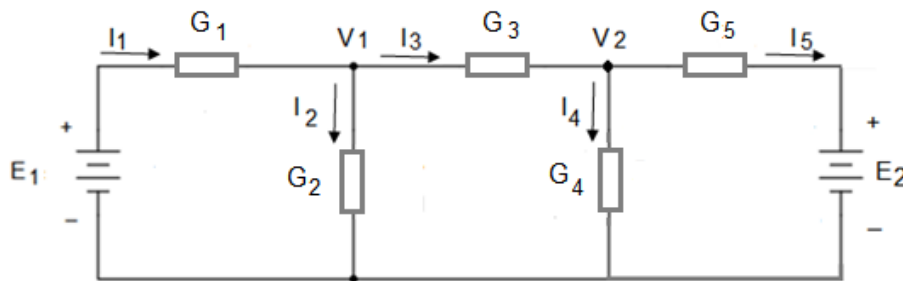 I1 G1 V1 I3 G3 V2 G5 I5
I2 I4
+ +
E1 G2 G4 E2
− −